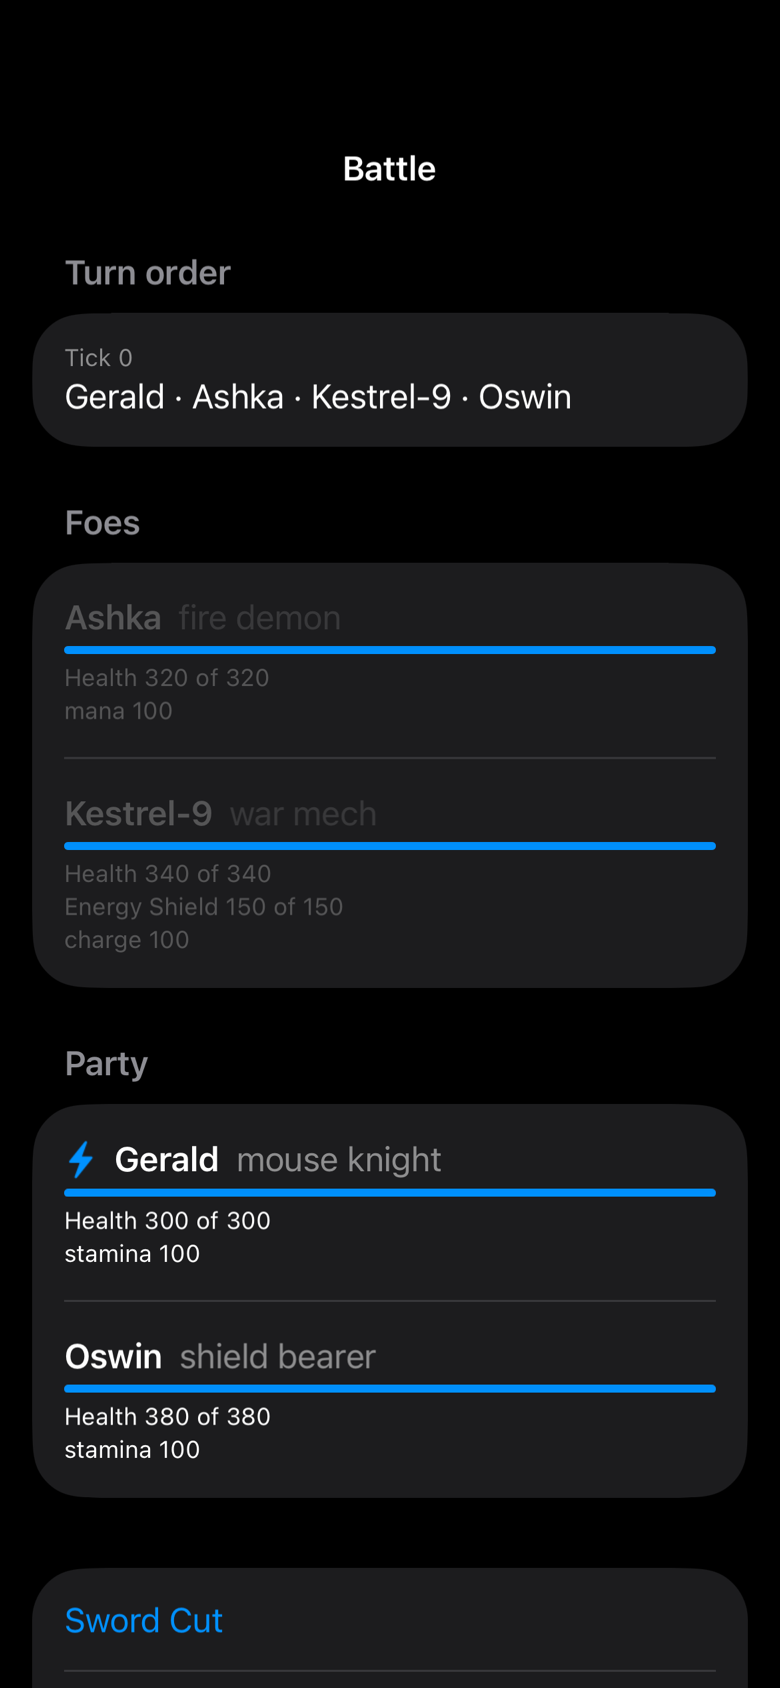 Battle
Turn order
Tick 0
Gerald · Ashka · Kestrel-9 · Oswin
Foes
Ashka fire demon
Health 320 of 320
mana 100
Kestrel-9 war mech
Health 340 of 340
Energy Shield 150 of 150
charge 100
Party
Gerald mouse knight
Health 300 of 300
stamina 100
Oswin shield bearer
Health 380 of 380
stamina 100
Sword Cut